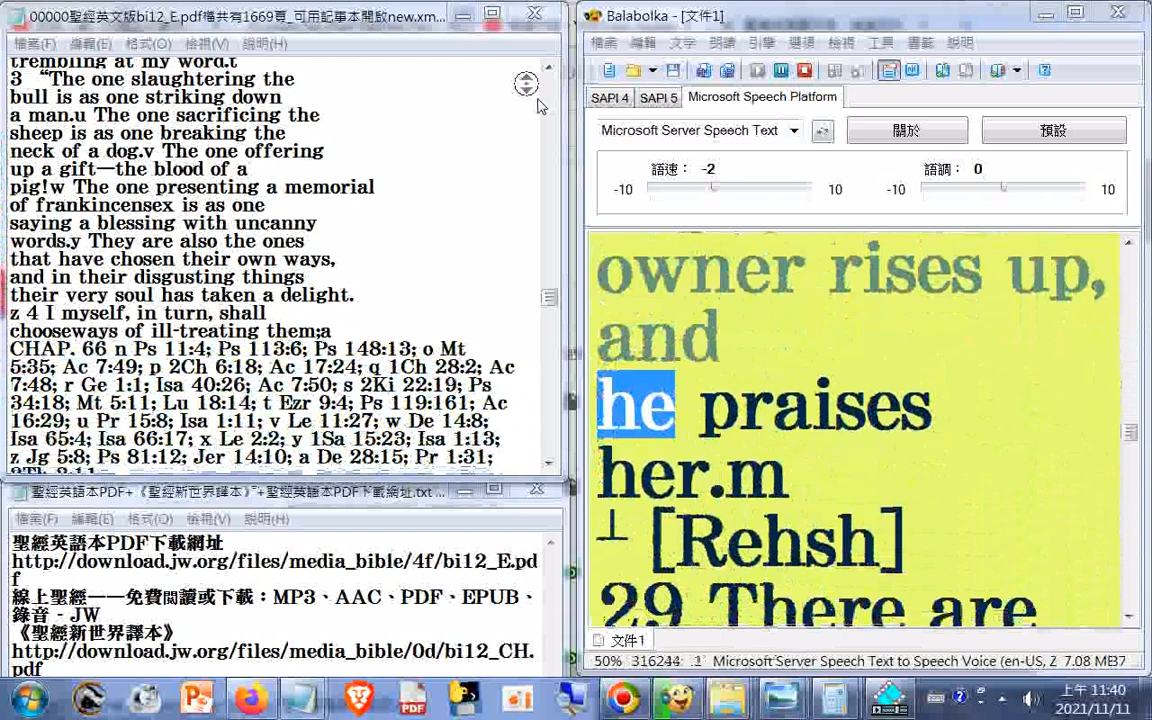 00000聖經英文版bi12_E.pdf檔共有1669頁_可用記事本開啟new.xm...
檔案(F) 編輯(E) 格式(O) 檢視(V) 說明(H)
trembling at my word.t
3 “The one slaughtering the
bull is as one striking down
a man.u The one sacrificing the
sheep is as one breaking the
neck of a dog.v The one offering
up a gift—the blood of a
pig!w The one presenting a memorial
of frankincensex is as one
saying a blessing with uncanny
words.y They are also the ones
that have chosen their own ways,
and in their disgusting things
their very soul has taken a delight.
z 4 I myself, in turn, shall
chooseways of ill-treating them;a
CHAP. 66 n Ps 11:4; Ps 113:6; Ps 148:13; o Mt
5:35; Ac 7:49; p 2Ch 6:18; Ac 17:24; q 1Ch 28:2; Ac
7:48; r Ge 1:1; Isa 40:26; Ac 7:50; s 2Ki 22:19; Ps
34:18; Mt 5:11; Lu 18:14; t Ezr 9:4; Ps 119:161; Ac
16:29; u Pr 15:8; Isa 1:11; v Le 11:27; w De 14:8;
Isa 65:4; Isa 66:17; x Le 2:2; y 1Sa 15:23; Isa 1:13;
z Jg 5:8; Ps 81:12; Jer 14:10; a De 28:15; Pr 1:31;
聖經英語本PDF+《聖經新世界譯本》"+聖經英語本PDF下載網址.txt ...
檔案(F) 編輯(E) 格式(O) 檢視(V) 說明(H)
聖經英語本PDF下載網址
http://download.jw.org/files/media_bible/4f/bi12_E.pd
f
線上聖經——免費閱讀或下載：MP3、AAC、PDF、EPUB、
錄音 - JW
《聖經新世界譯本》
http://download.jw.org/files/media_bible/0d/bi12_CH.
pdf
Balabolka - [文件1]
檔案 編輯 文字 朗讀 引擎 選項 檢視 工具 書籤 說明
SAPI 4 SAPI 5 Microsoft Speech Platform
Microsoft Server Speech Text 關於 預設
語速： -2 語調： 0
-10 10 -10 10
owner rises up,
and
he praises
her.m
┴ [Rehsh]
29 There are
文件1
50% 316244 .1 Microsoft Server Speech Text to Speech Voice (en-US, Z 7.08 MB37
PDF
上午 11:40
2021/11/11